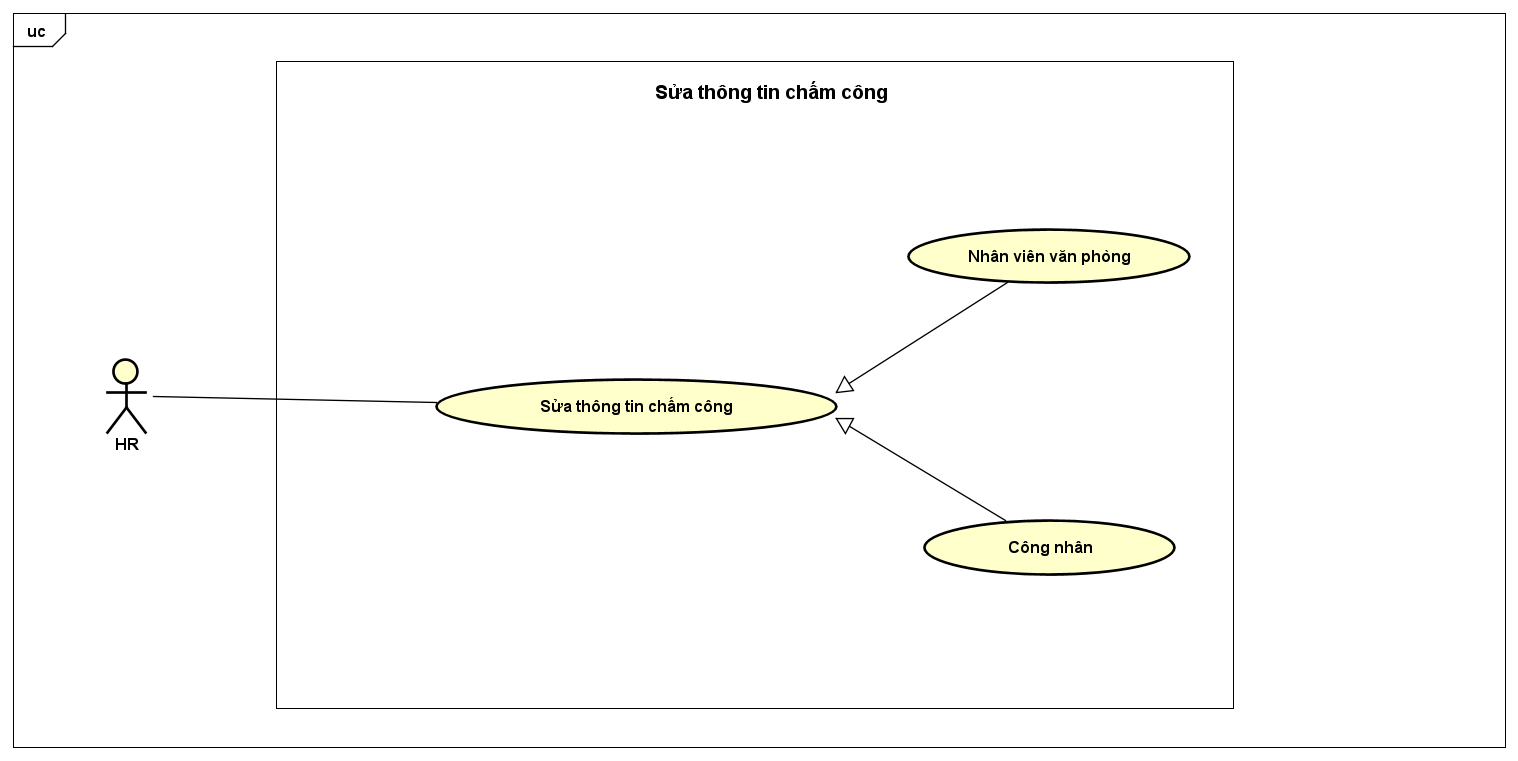 uc
Sửa thông tin chấm công
Nhân viên văn phòng
Sửa thông tin chấm công
HR
Công nhân